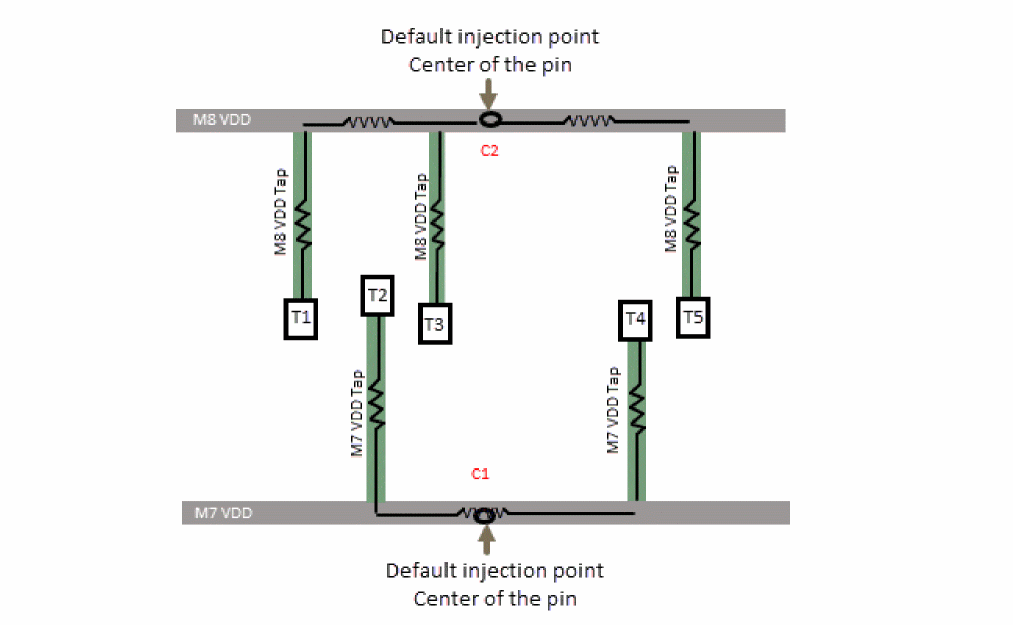 Default injection point
Center of the pin
M8 VDD
C2
M8 VDD Tap
M8 VDD Tap
M8 VDD Tap
T1
T2
T3
T4
T5
M7 VDD Tap
M7 VDD Tap
C1
M7 VDD
Default injection point
Center of the pin